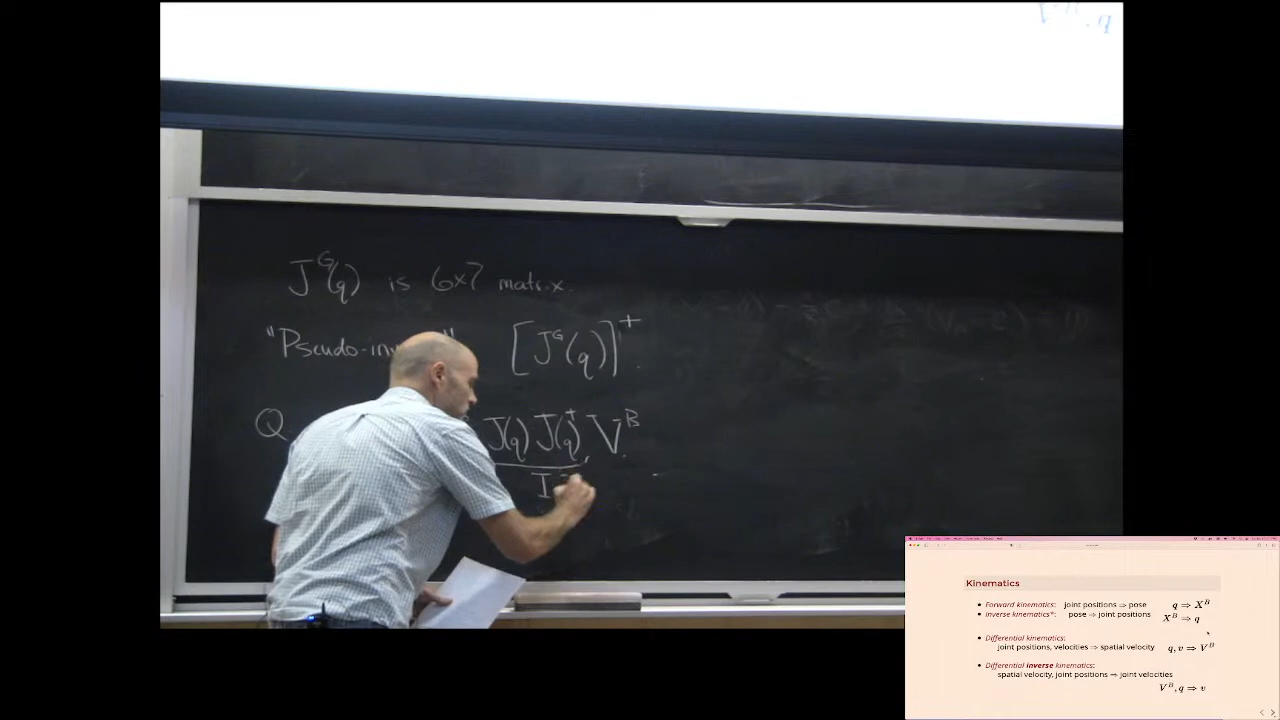 V^B, q
J^G(q) is 6x7 matrix.
"Pseudo-inv [J^G(q)]^+.
Q J(q) J(q)^+, V^B.
I
Kinematics
• Forward kinematics: joint positions ⇒ pose q ⇒ X^B
• Inverse kinematics*: pose ⇒ joint positions X^B ⇒ q
• Differential kinematics:
joint positions, velocities ⇒ spatial velocity q, v ⇒ V^B
• Differential inverse kinematics:
spatial velocity, joint positions ⇒ joint velocities
V^B, q ⇒ v